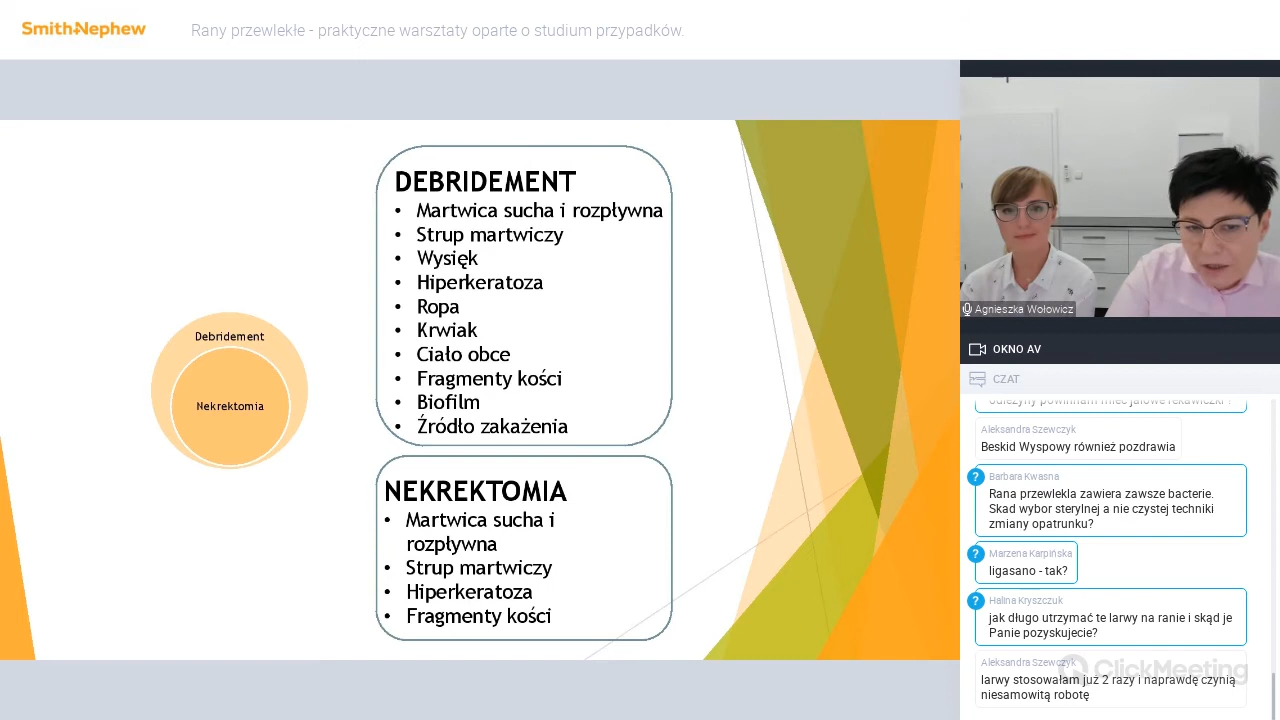 Smith+Nephew
Rany przewlekłe - praktyczne warsztaty oparte o studium przypadków.
Debridement
Nekrektomia
DEBRIDEMENT
• Martwica sucha i rozpływna
• Strup martwiczy
• Wysięk
• Hiperkeratoza
• Ropa
• Krwiak
• Ciało obce
• Fragmenty kości
• Biofilm
• Źródło zakażenia
NEKREKTOMIA
• Martwica sucha i
rozpływna
• Strup martwiczy
• Hiperkeratoza
• Fragmenty kości
Agnieszka Wołowicz
OKNO AV
CZAT
Aleksandra Szewczyk
Beskid Wyspowy również pozdrawia
?
Barbara Kwasna
Rana przewlekla zawiera zawsze bacterie.
Skad wybor sterylnej a nie czystej techniki
zmiany opatrunku?
?
Marzena Karpińska
ligasano - tak?
?
Halina Kryszczuk
jak długo utrzymać te larwy na ranie i skąd je
Panie pozyskujecie?
Aleksandra Szewczyk
larwy stosowałam już 2 razy i naprawdę czynią
niesamowitą robotę
ClickMeeting